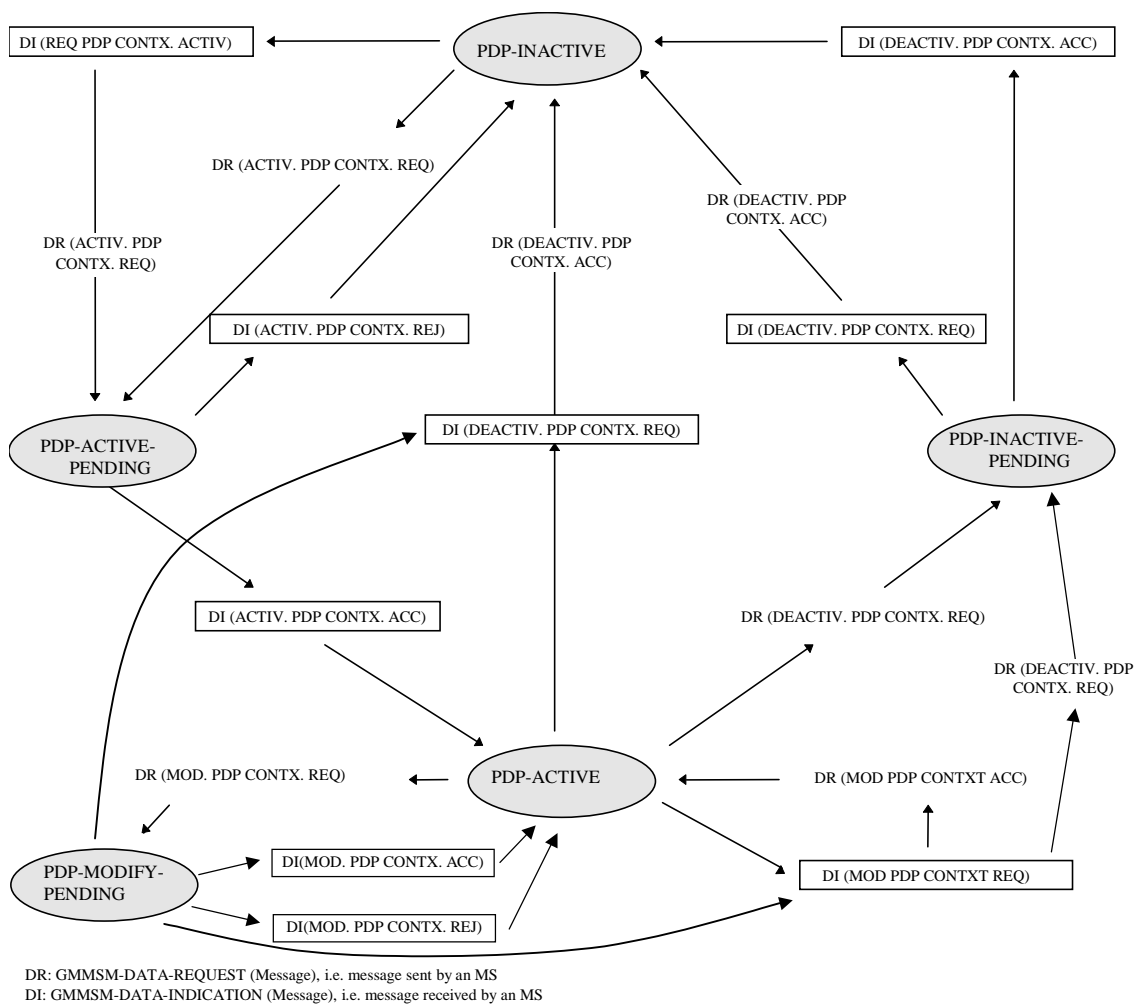 DI (REQ PDP CONTX. ACTIV)
PDP-INACTIVE
DI (DEACTIV. PDP CONTX. ACC)
DR (ACTIV. PDP CONTX. REQ)
DR (DEACTIV. PDP
CONTX. ACC)
DR (ACTIV. PDP
CONTX. REQ)
DR (DEACTIV. PDP
CONTX. ACC)
DI (ACTIV. PDP CONTX. REJ)
DI (DEACTIV. PDP CONTX. REQ)
PDP-ACTIVE-
PENDING
DI (DEACTIV. PDP CONTX. REQ)
PDP-INACTIVE-
PENDING
DI (ACTIV. PDP CONTX. ACC)
DR (DEACTIV. PDP CONTX. REQ)
DR (DEACTIV. PDP
CONTX. REQ)
DR (MOD. PDP CONTX. REQ)
PDP-ACTIVE
DR (MOD PDP CONTXT ACC)
PDP-MODIFY-
PENDING
DI(MOD. PDP CONTX. ACC)
DI (MOD PDP CONTXT REQ)
DI(MOD. PDP CONTX. REJ)
DR: GMMSM-DATA-REQUEST (Message), i.e. message sent by an MS
DI: GMMSM-DATA-INDICATION (Message), i.e. message received by an MS